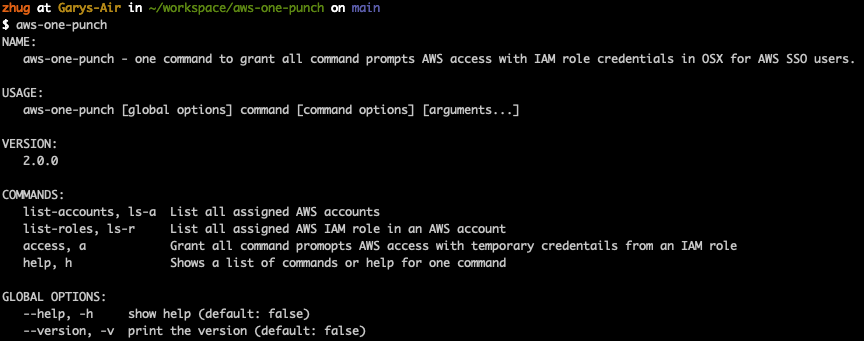 zhug at Garys-Air in ~/workspace/aws-one-punch on main
$ aws-one-punch
NAME:
   aws-one-punch - one command to grant all command prompts AWS access with IAM role credentials in OSX for AWS SSO users.

USAGE:
   aws-one-punch [global options] command [command options] [arguments...]

VERSION:
   2.0.0

COMMANDS:
   list-accounts, ls-a  List all assigned AWS accounts
   list-roles, ls-r     List all assigned AWS IAM role in an AWS account
   access, a            Grant all command promopts AWS access with temporary credentails from an IAM role
   help, h              Shows a list of commands or help for one command

GLOBAL OPTIONS:
   --help, -h     show help (default: false)
   --version, -v  print the version (default: false)